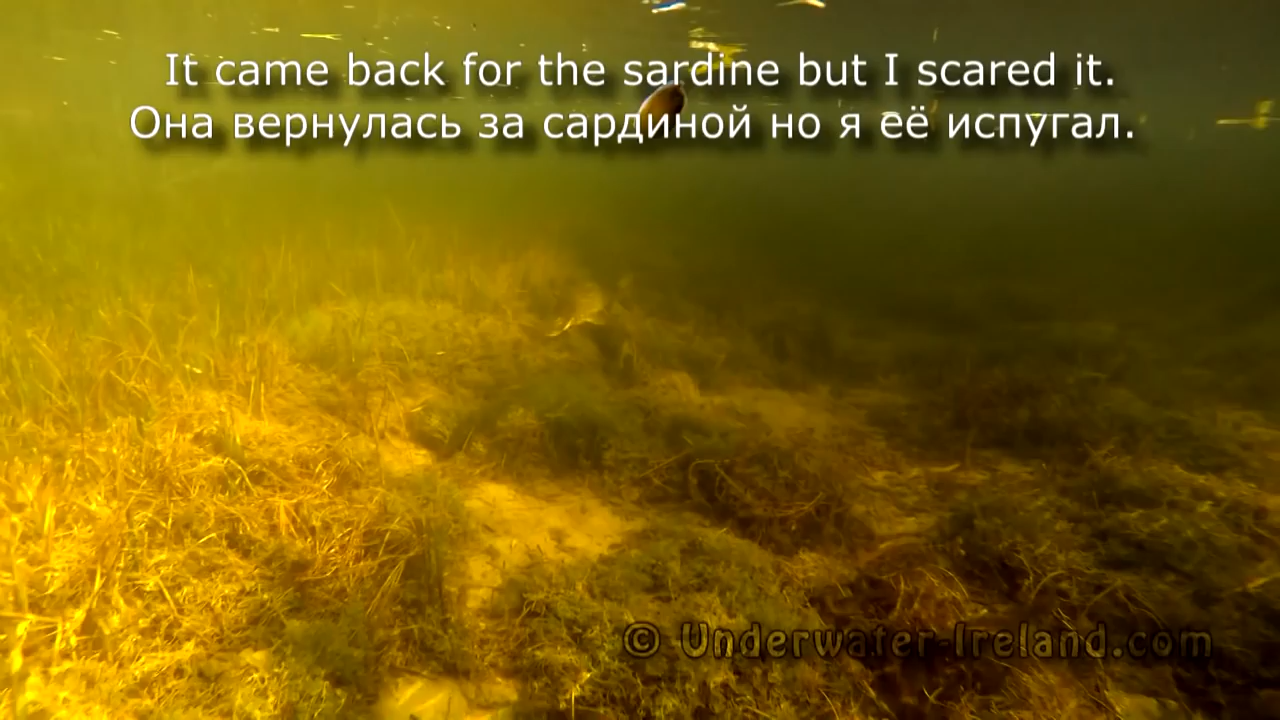 It came back for the sardine but I scared it.
Она вернулась за сардиной но я её испугал.
© Underwater-Ireland.com